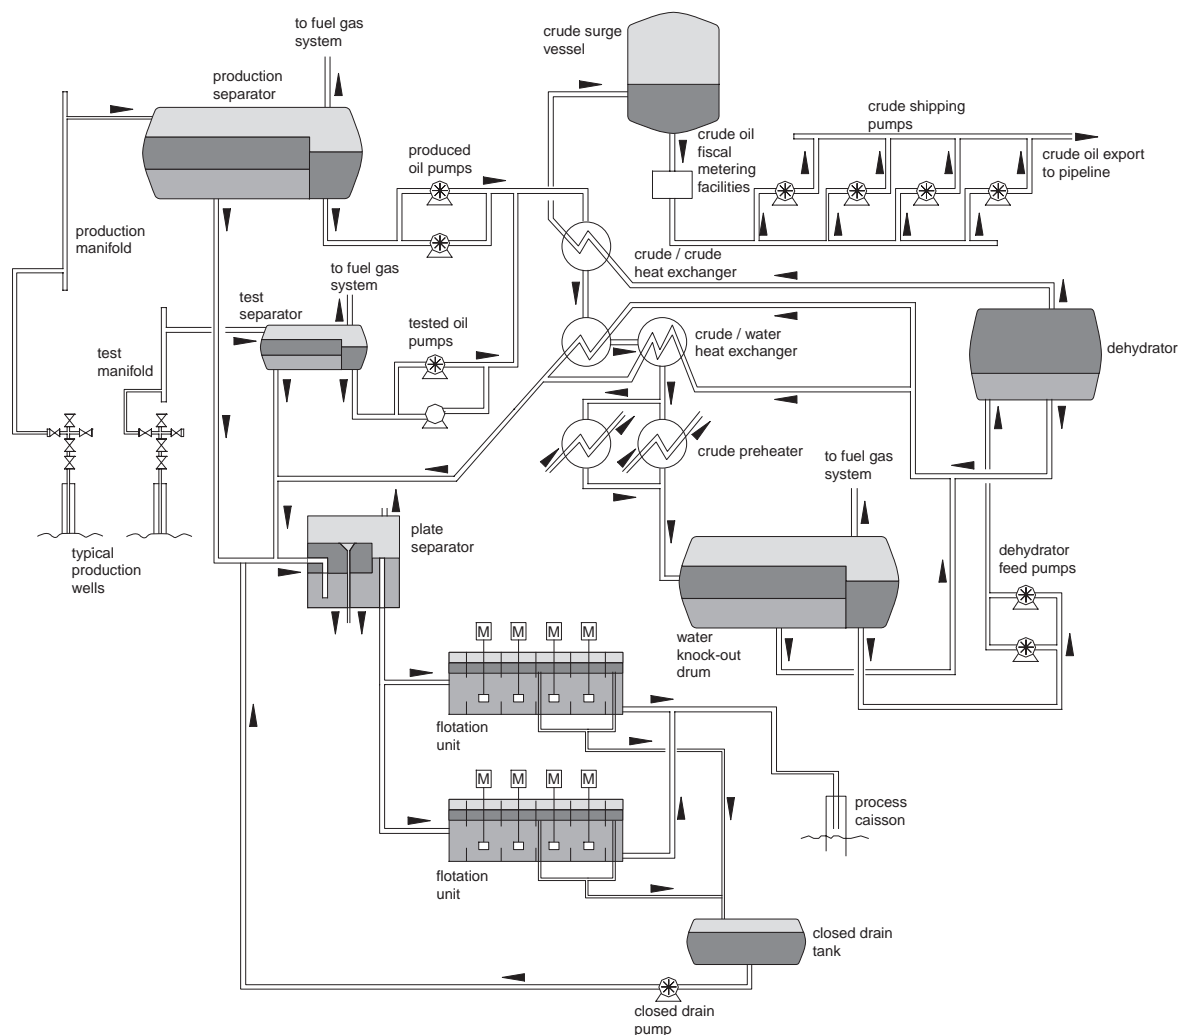 to fuel gas
system
crude surge
vessel
production
separator
crude shipping
pumps
crude oil
fiscal
metering
facilities
crude oil export
to pipeline
produced
oil pumps
production
manifold
crude / crude
heat exchanger
to fuel gas
system
test
separator
tested oil
pumps
crude / water
heat exchanger
dehydrator
test
manifold
crude preheater
to fuel gas
system
plate
separator
typical
production
wells
dehydrator
feed pumps
water
knock-out
drum
M
M
M
M
flotation
unit
M
M
M
M
process
caisson
flotation
unit
closed drain
tank
closed drain
pump